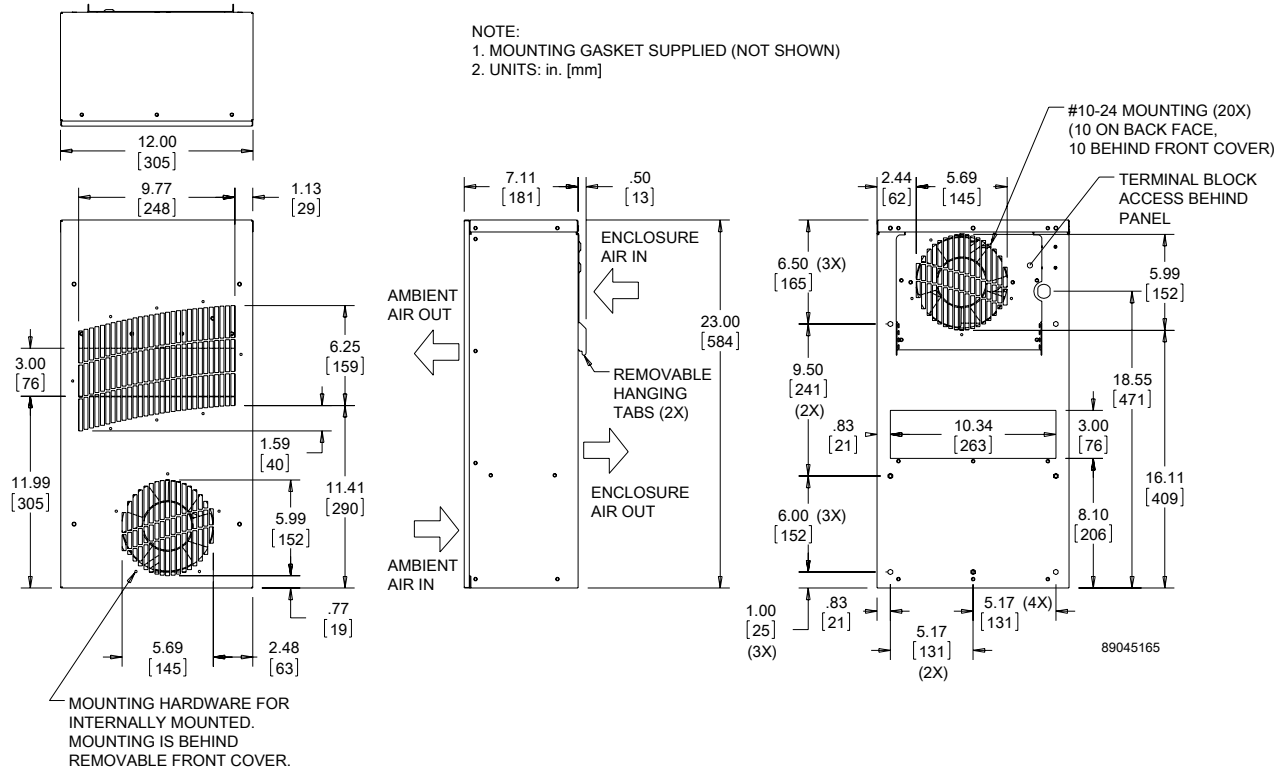 NOTE:
1. MOUNTING GASKET SUPPLIED (NOT SHOWN)
2. UNITS: in. [mm]
12.00
[305]
9.77
[248]
1.13
[29]
3.00
[76]
6.25
[159]
1.59
[40]
11.99
[305]
11.41
[290]
5.99
[152]
.77
[19]
5.69
[145]
2.48
[63]
MOUNTING HARDWARE FOR
INTERNALLY MOUNTED.
MOUNTING IS BEHIND
REMOVABLE FRONT COVER.
7.11
[181]
.50
[13]
ENCLOSURE
AIR IN
AMBIENT
AIR OUT
23.00
[584]
REMOVABLE
HANGING
TABS (2X)
ENCLOSURE
AIR OUT
AMBIENT
AIR IN
#10-24 MOUNTING (20X)
(10 ON BACK FACE,
10 BEHIND FRONT COVER)
TERMINAL BLOCK
ACCESS BEHIND
PANEL
2.44
[62]
5.69
[145]
6.50 (3X)
[165]
5.99
[152]
9.50
[241]
(2X)
18.55
[471]
.83
[21]
10.34
[263]
3.00
[76]
16.11
[409]
8.10
[206]
6.00 (3X)
[152]
1.00
[25]
(3X)
.83
[21]
5.17
[131]
(2X)
5.17 (4X)
[131]
89045165